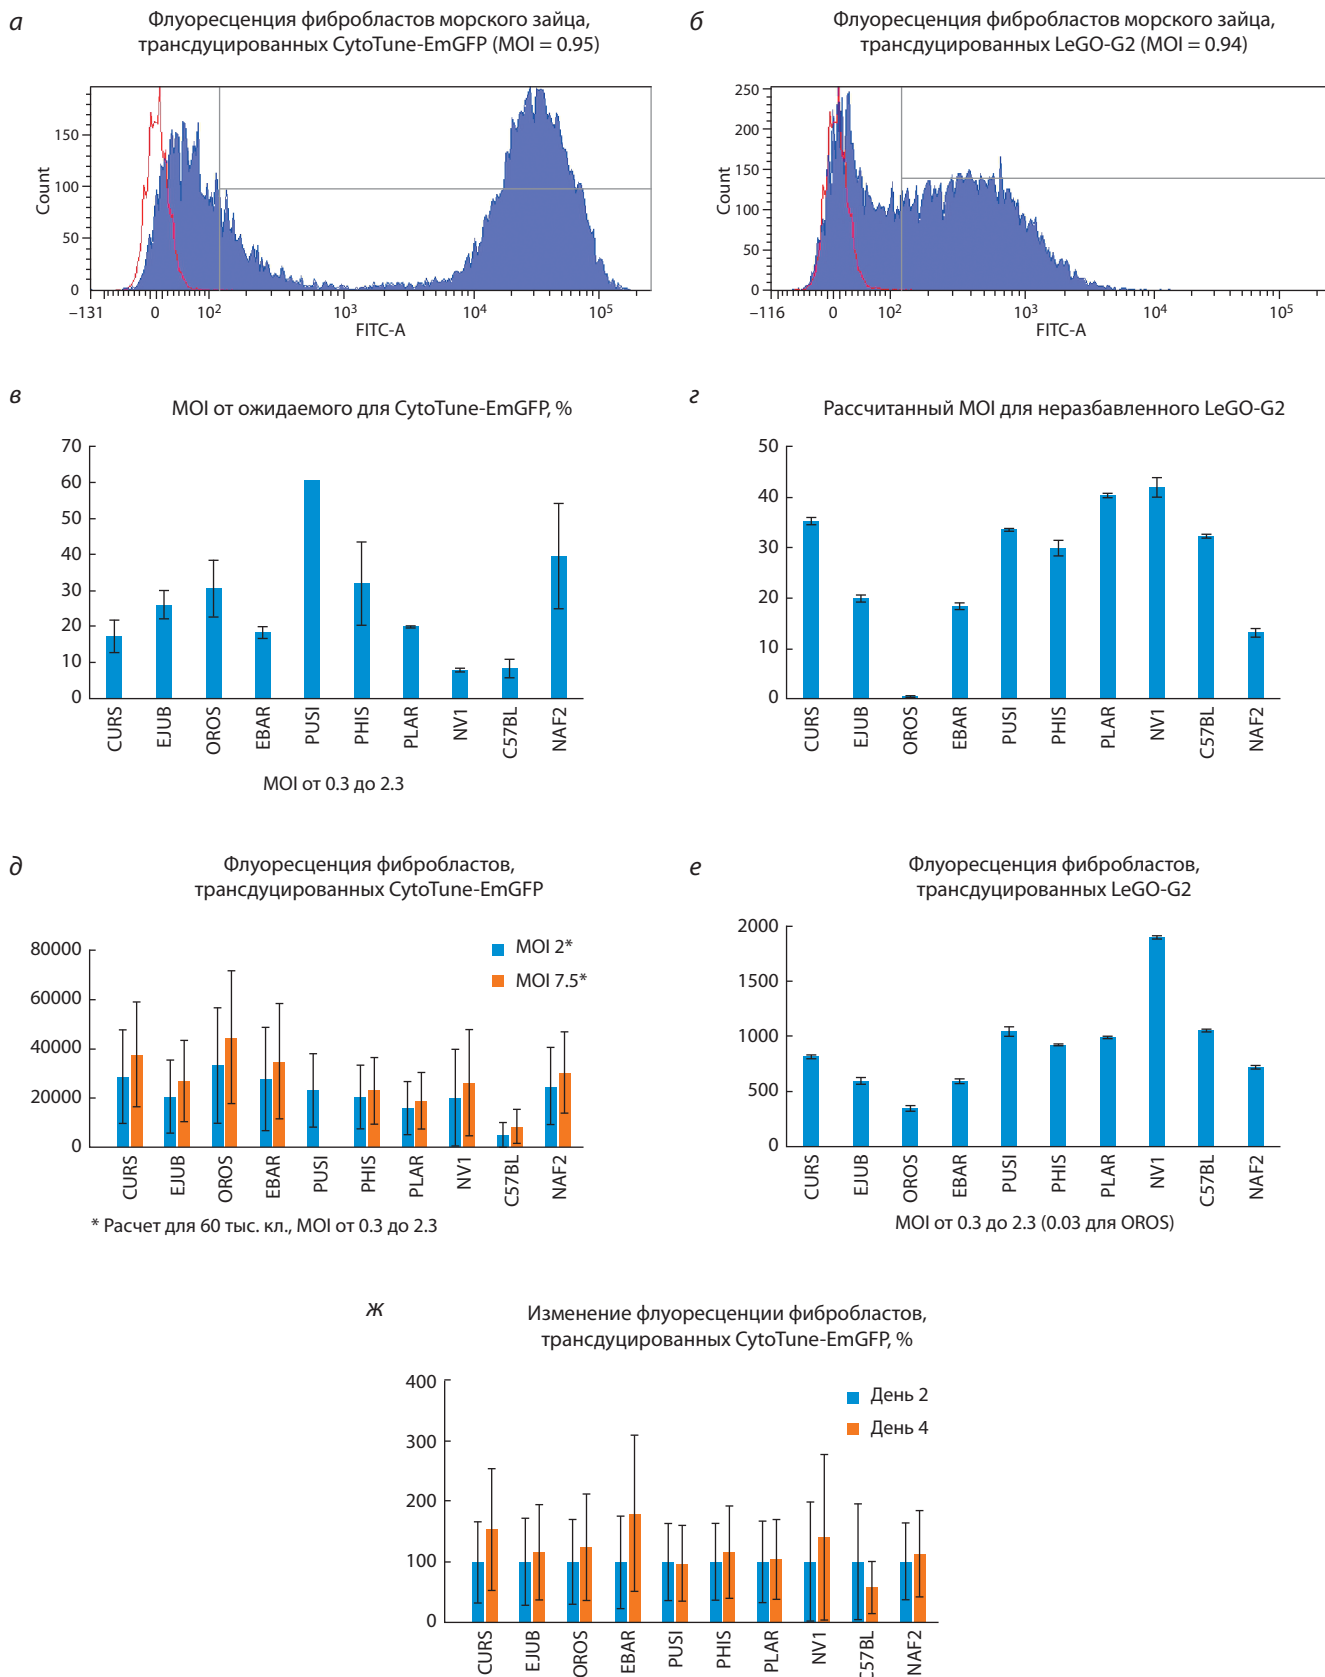 а
Флуоресценция фибробластов морского зайца,
трансдуцированных CytoTune-EmGFP (MOI = 0.95)
Count
150
100
50
0
–131
0
10²
10³
10⁴
10⁵
FITC-A
б
Флуоресценция фибробластов морского зайца,
трансдуцированных LeGO-G2 (MOI = 0.94)
Count
250
200
150
100
50
0
–116
0
10²
10³
10⁴
10⁵
FITC-A
в
MOI от ожидаемого для CytoTune-EmGFP, %
70
60
50
40
30
20
10
0
CURS
EJUB
OROS
EBAR
PUSI
PHIS
PLAR
NV1
C57BL
NAF2
MOI от 0.3 до 2.3
г
Рассчитанный MOI для неразбавленного LeGO-G2
50
40
30
20
10
0
CURS
EJUB
OROS
EBAR
PUSI
PHIS
PLAR
NV1
C57BL
NAF2
д
Флуоресценция фибробластов,
трансдуцированных CytoTune-EmGFP
MOI 2*
MOI 7.5*
80000
60000
40000
20000
0
CURS
EJUB
OROS
EBAR
PUSI
PHIS
PLAR
NV1
C57BL
NAF2
* Расчет для 60 тыс. кл., MOI от 0.3 до 2.3
е
Флуоресценция фибробластов,
трансдуцированных LeGO-G2
2000
1500
1000
500
0
CURS
EJUB
OROS
EBAR
PUSI
PHIS
PLAR
NV1
C57BL
NAF2
MOI от 0.3 до 2.3 (0.03 для OROS)
ж
Изменение флуоресценции фибробластов,
трансдуцированных CytoTune-EmGFP, %
День 2
День 4
400
300
200
100
0
CURS
EJUB
OROS
EBAR
PUSI
PHIS
PLAR
NV1
C57BL
NAF2